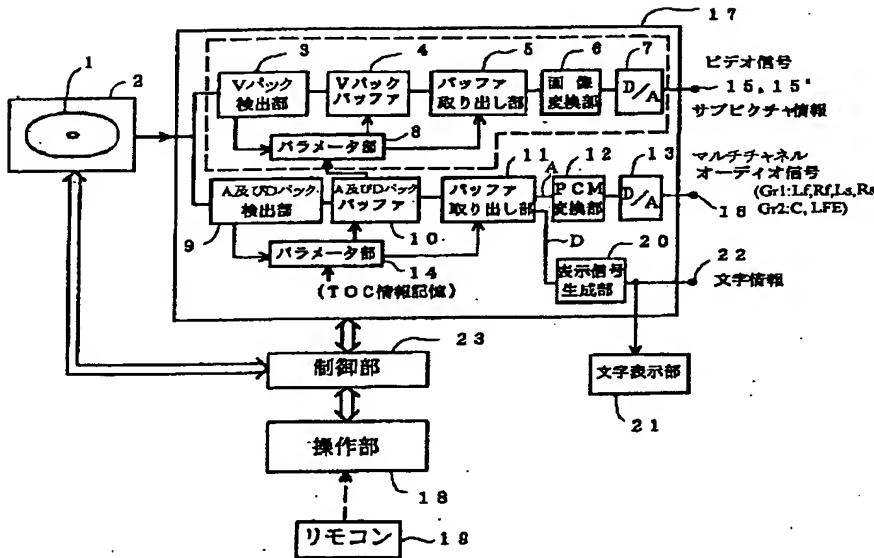 17
1
2
3
4
5
6
7
Vパック
検出部
Vパック
バッファ
バッファ
取り出し部
画像
変換部
D/A
ビデオ信号
15,15'
サブピクチャ情報
パラメータ部
8
11
12
13
A及びDパック
検出部
A及びDパック
バッファ
バッファ
取り出し部
A
PCM
変換部
D/A
マルチチャネル
オーディオ信号
(Gr1:Lf,Rf,Ls,Rs
Gr2:C, LFE)
16
9
10
パラメータ部
14
(TOC情報記憶)
D
20
表示信号
生成部
22
文字情報
23
制御部
文字表示部
21
操作部
18
リモコン
19